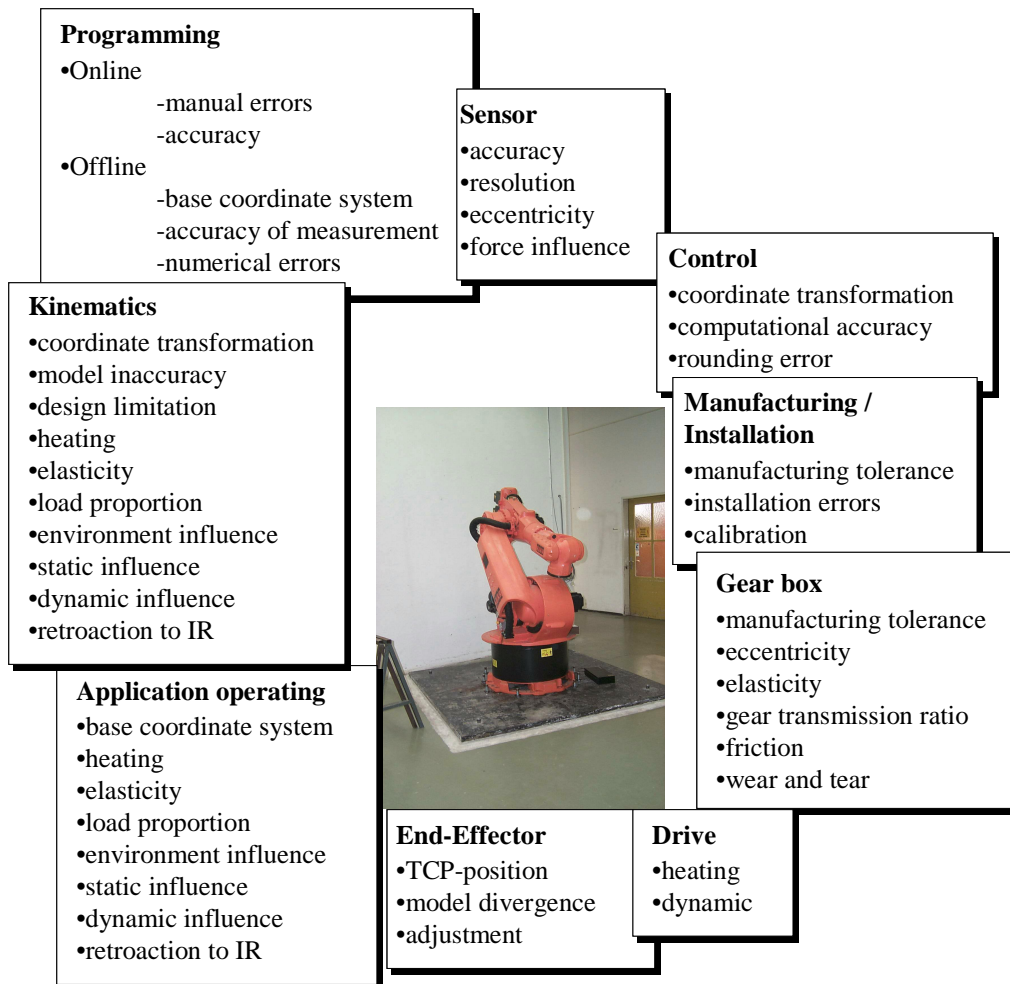 Programming
•Online
-manual errors
-accuracy
•Offline
-base coordinate system
-accuracy of measurement
-numerical errors
Sensor
•accuracy
•resolution
•eccentricity
•force influence
Control
•coordinate transformation
•computational accuracy
•rounding error
Kinematics
•coordinate transformation
•model inaccuracy
•design limitation
•heating
•elasticity
•load proportion
•environment influence
•static influence
•dynamic influence
•retroaction to IR
Manufacturing /
Installation
•manufacturing tolerance
•installation errors
•calibration
Gear box
•manufacturing tolerance
•eccentricity
•elasticity
•gear transmission ratio
•friction
•wear and tear
Application operating
•base coordinate system
•heating
•elasticity
•load proportion
•environment influence
•static influence
•dynamic influence
•retroaction to IR
End-Effector
•TCP-position
•model divergence
•adjustment
Drive
•heating
•dynamic